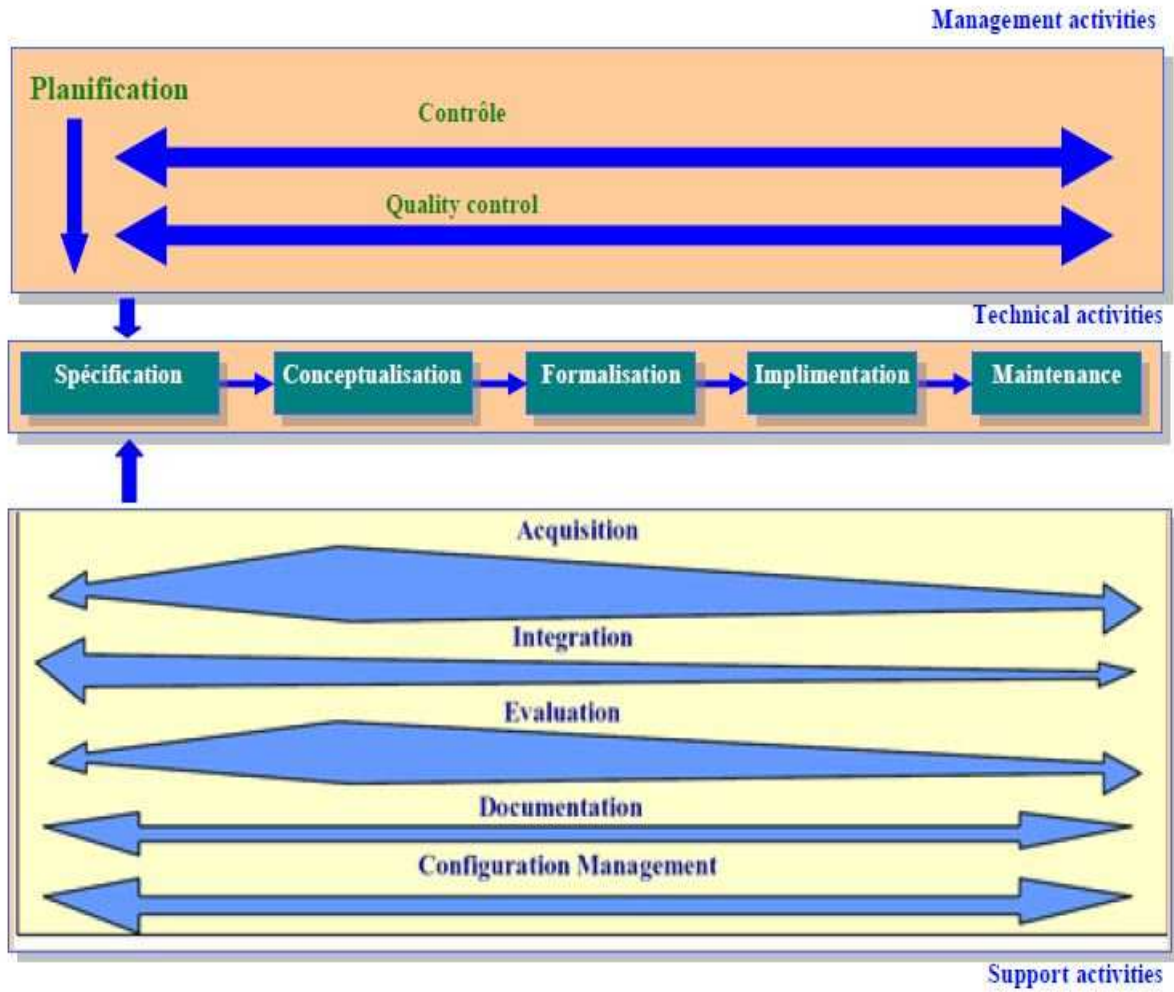 Management activities
Planification
Contrôle
Quality control
Technical activities
Spécification
Conceptualisation
Formalisation
Implimentation
Maintenance
Acquisition
Integration
Evaluation
Documentation
Configuration Management
Support activities